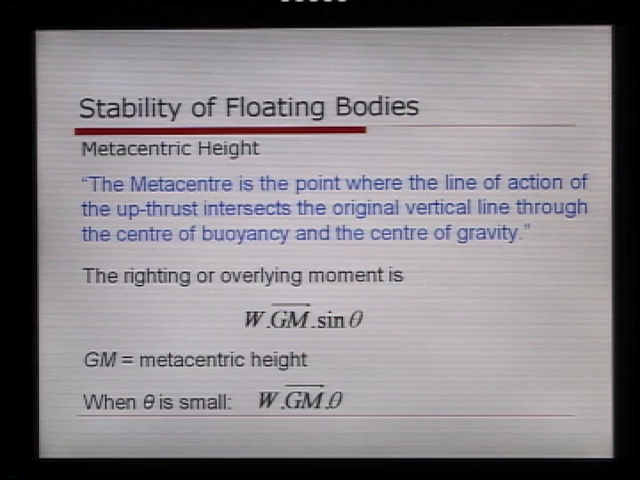 Stability of Floating Bodies
Metacentric Height
“The Metacentre is the point where the line of action of
the up-thrust intersects the original vertical line through
the centre of buoyancy and the centre of gravity.”
The righting or overlying moment is
W.GM.sin θ
GM = metacentric height
When θ is small: W.GM.θ